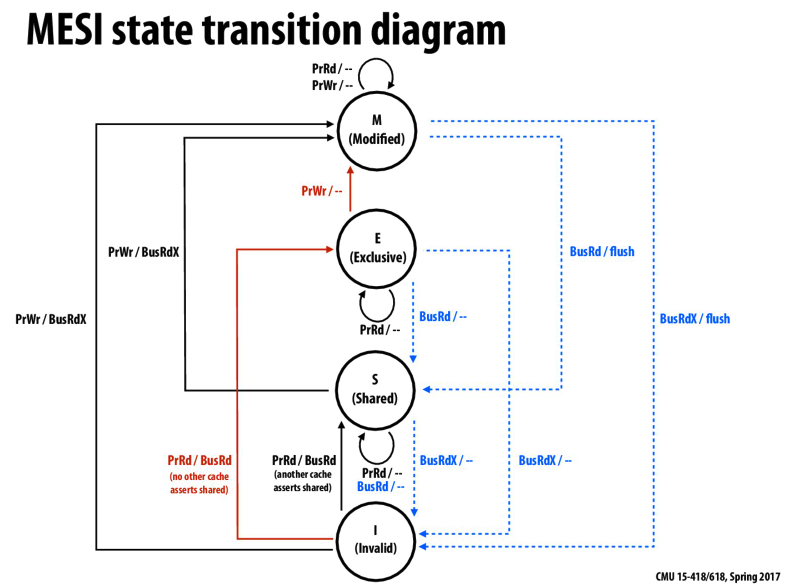 MESI state transition diagram
PrRd / --
PrWr / --
M
(Modified)
PrWr / --
E
(Exclusive)
PrWr / BusRdX
BusRd / flush
PrWr / BusRdX
BusRd / --
BusRdX / flush
PrRd / --
S
(Shared)
PrRd / BusRd
(no other cache
asserts shared)
PrRd / BusRd
(another cache
asserts shared)
PrRd / --
BusRd / --
BusRdX / --
BusRdX / --
I
(Invalid)
CMU 15-418/618, Spring 2017